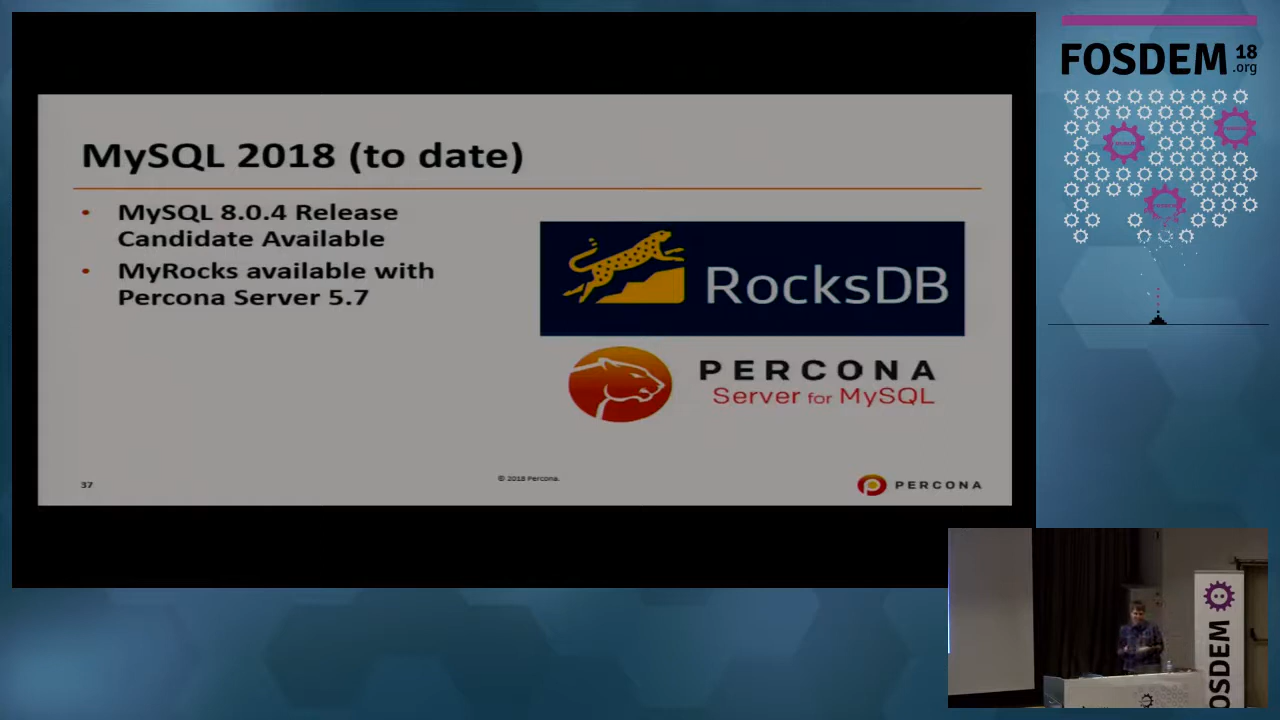 FOSDEM 18
.org
MySQL 2018 (to date)
• MySQL 8.0.4 Release
Candidate Available
• MyRocks available with
Percona Server 5.7
RocksDB
PERCONA
Server for MySQL
37
© 2018 Percona.
PERCONA
OSDEM